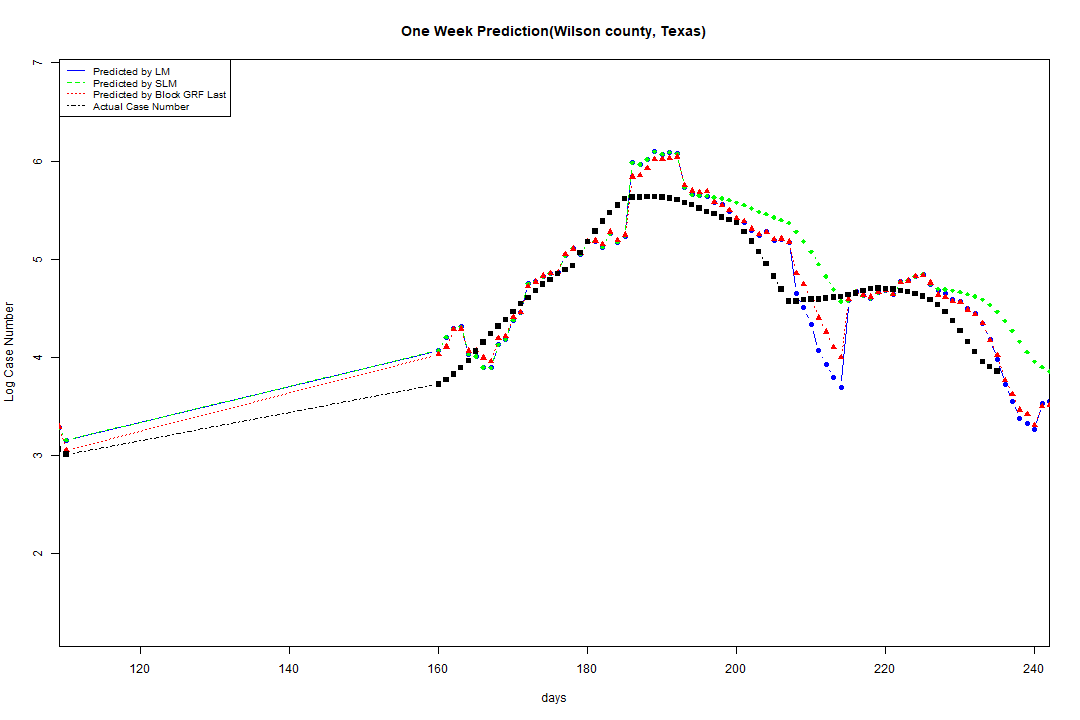 One Week Prediction(Wilson county, Texas)
Predicted by LM
Predicted by SLM
Predicted by Block GRF Last
Actual Case Number
7
6
5
4
3
2
Log Case Number
120 140 160 180 200 220 240
days